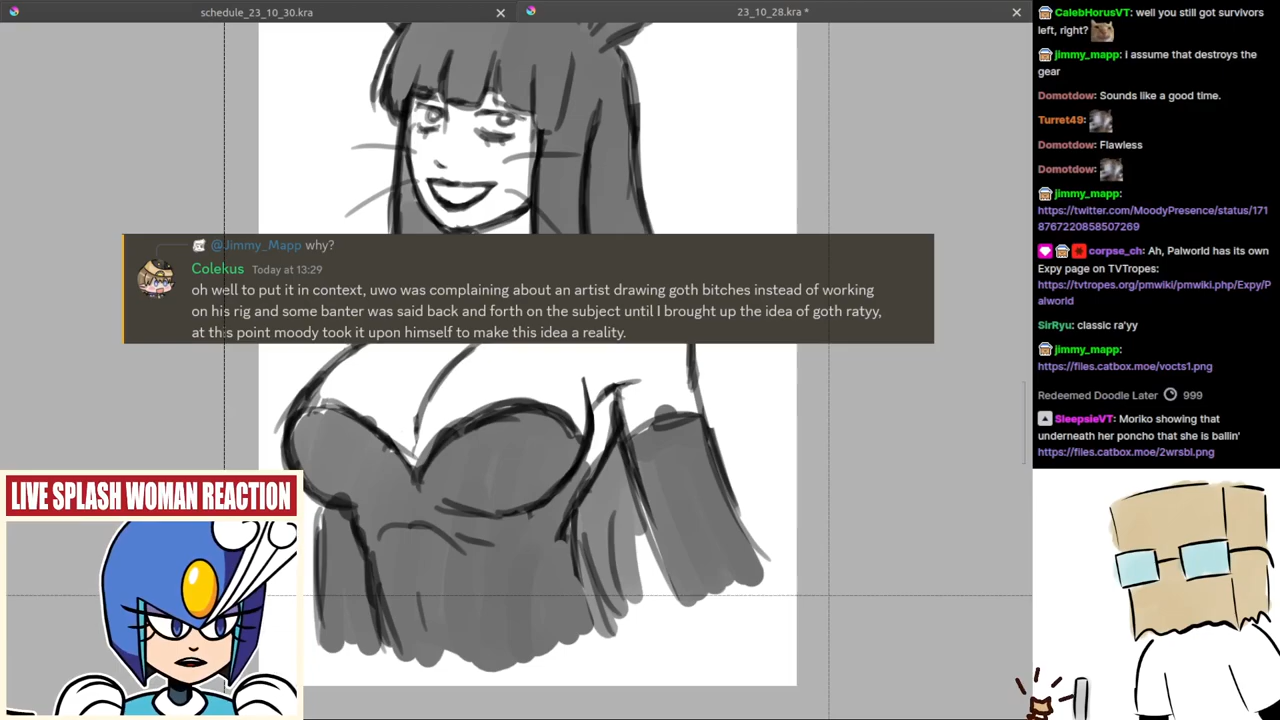 schedule_23_10_30.kra
23_10_28.kra *
@Jimmy_Mapp why?
Colekus Today at 13:29
oh well to put it in context, uwo was complaining about an artist drawing goth bitches instead of working
on his rig and some banter was said back and forth on the subject until I brought up the idea of goth ratyy,
at this point moody took it upon himself to make this idea a reality.
LIVE SPLASH WOMAN REACTION
CalebHorusVT: well you still got survivors
left, right?
jimmy_mapp: I assume that destroys the
gear
Domotdow: Sounds like a good time.
Turret49:
Domotdow: Flawless
Domotdow:
jimmy_mapp:
https://twitter.com/MoodyPresence/status/171
8767220858507269
corpse_ch: Ah, Palworld has its own
Expy page on TVTropes:
https://tvtropes.org/pmwiki/pmwiki.php/Expy/P
alworld
SirRyu: classic ra'yy
jimmy_mapp:
https://files.catbox.moe/vocts1.png
Redeemed Doodle Later 999
SleepsieVT: Moriko showing that
underneath her poncho that she is ballin'
https://files.catbox.moe/2wrsbl.png